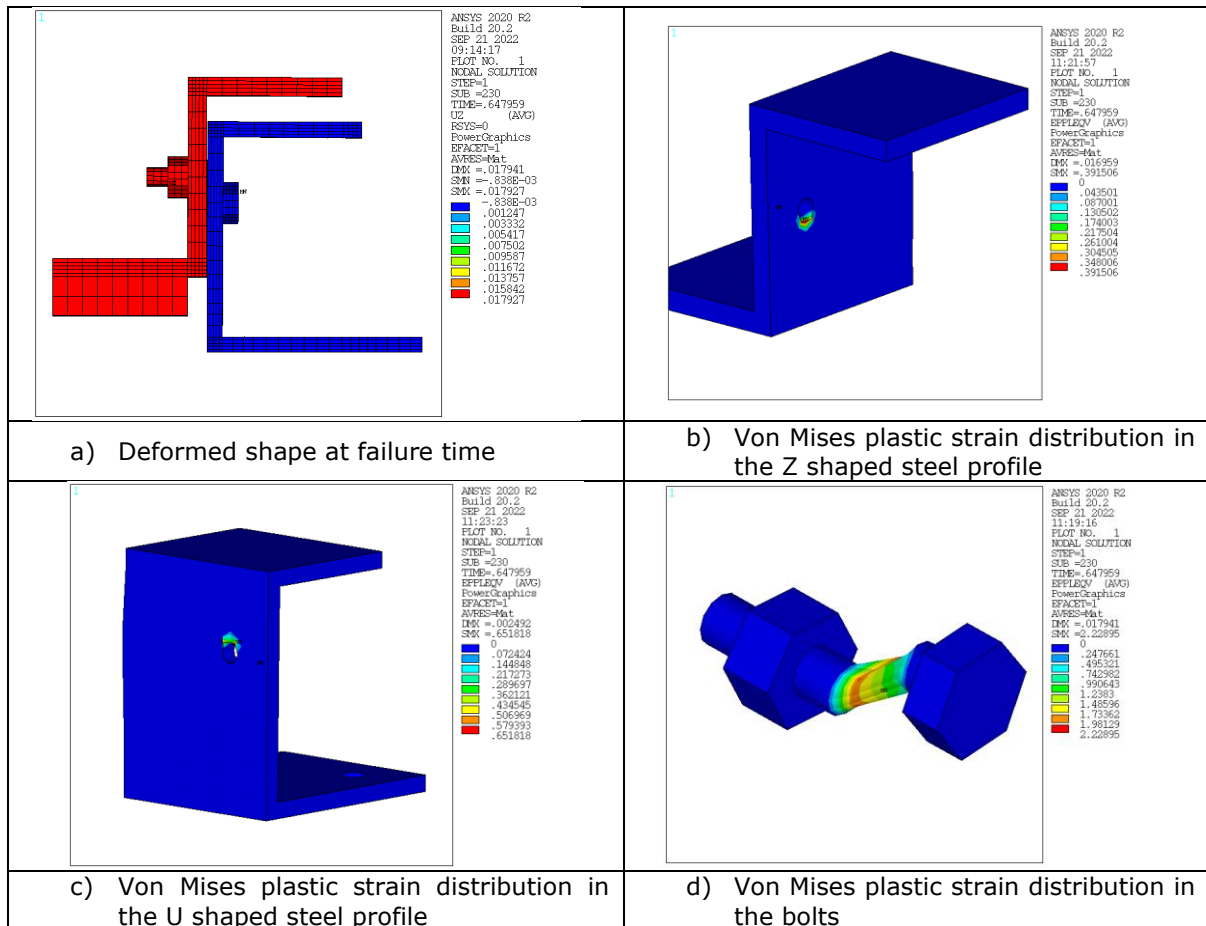 1
ANSYS 2020 R2
Build 20.2
SEP 21 2022
09:14:17
PLOT NO. 1
NODAL SOLUTION
STEP=1
SUB =230
TIME=.647959
UZ (AVG)
RSYS=0
PowerGraphics
EFACET=1
AVRES=Mat
DMX =.017941
SMN =-.838E-03
SMX =.017927
-.838E-03
.001247
.003332
.005417
.007502
.009587
.011672
.013757
.015842
.017927
a) Deformed shape at failure time
1
ANSYS 2020 R2
Build 20.2
SEP 21 2022
11:21:57
PLOT NO. 1
NODAL SOLUTION
STEP=1
SUB =230
TIME=.647959
EPPLEQV (AVG)
PowerGraphics
EFACET=1
AVRES=Mat
DMX =.016959
SMX =.391506
0
.043501
.087001
.130502
.174003
.217504
.261004
.304505
.348006
.391506
b) Von Mises plastic strain distribution in
the Z shaped steel profile
1
ANSYS 2020 R2
Build 20.2
SEP 21 2022
11:23:23
PLOT NO. 1
NODAL SOLUTION
STEP=1
SUB =230
TIME=.647959
EPPLEQV (AVG)
PowerGraphics
EFACET=1
AVRES=Mat
DMX =.002492
SMX =.651818
0
.072424
.144848
.217273
.289697
.362121
.434545
.506969
.579393
.651818
c) Von Mises plastic strain distribution in
the U shaped steel profile
1
ANSYS 2020 R2
Build 20.2
SEP 21 2022
11:19:16
PLOT NO. 1
NODAL SOLUTION
STEP=1
SUB =230
TIME=.647959
EPPLEQV (AVG)
PowerGraphics
EFACET=1
AVRES=Mat
DMX =.017941
SMX =2.22895
0
.247661
.495321
.742982
.990643
1.2383
1.48596
1.73362
1.98129
2.22895
d) Von Mises plastic strain distribution in
the bolts